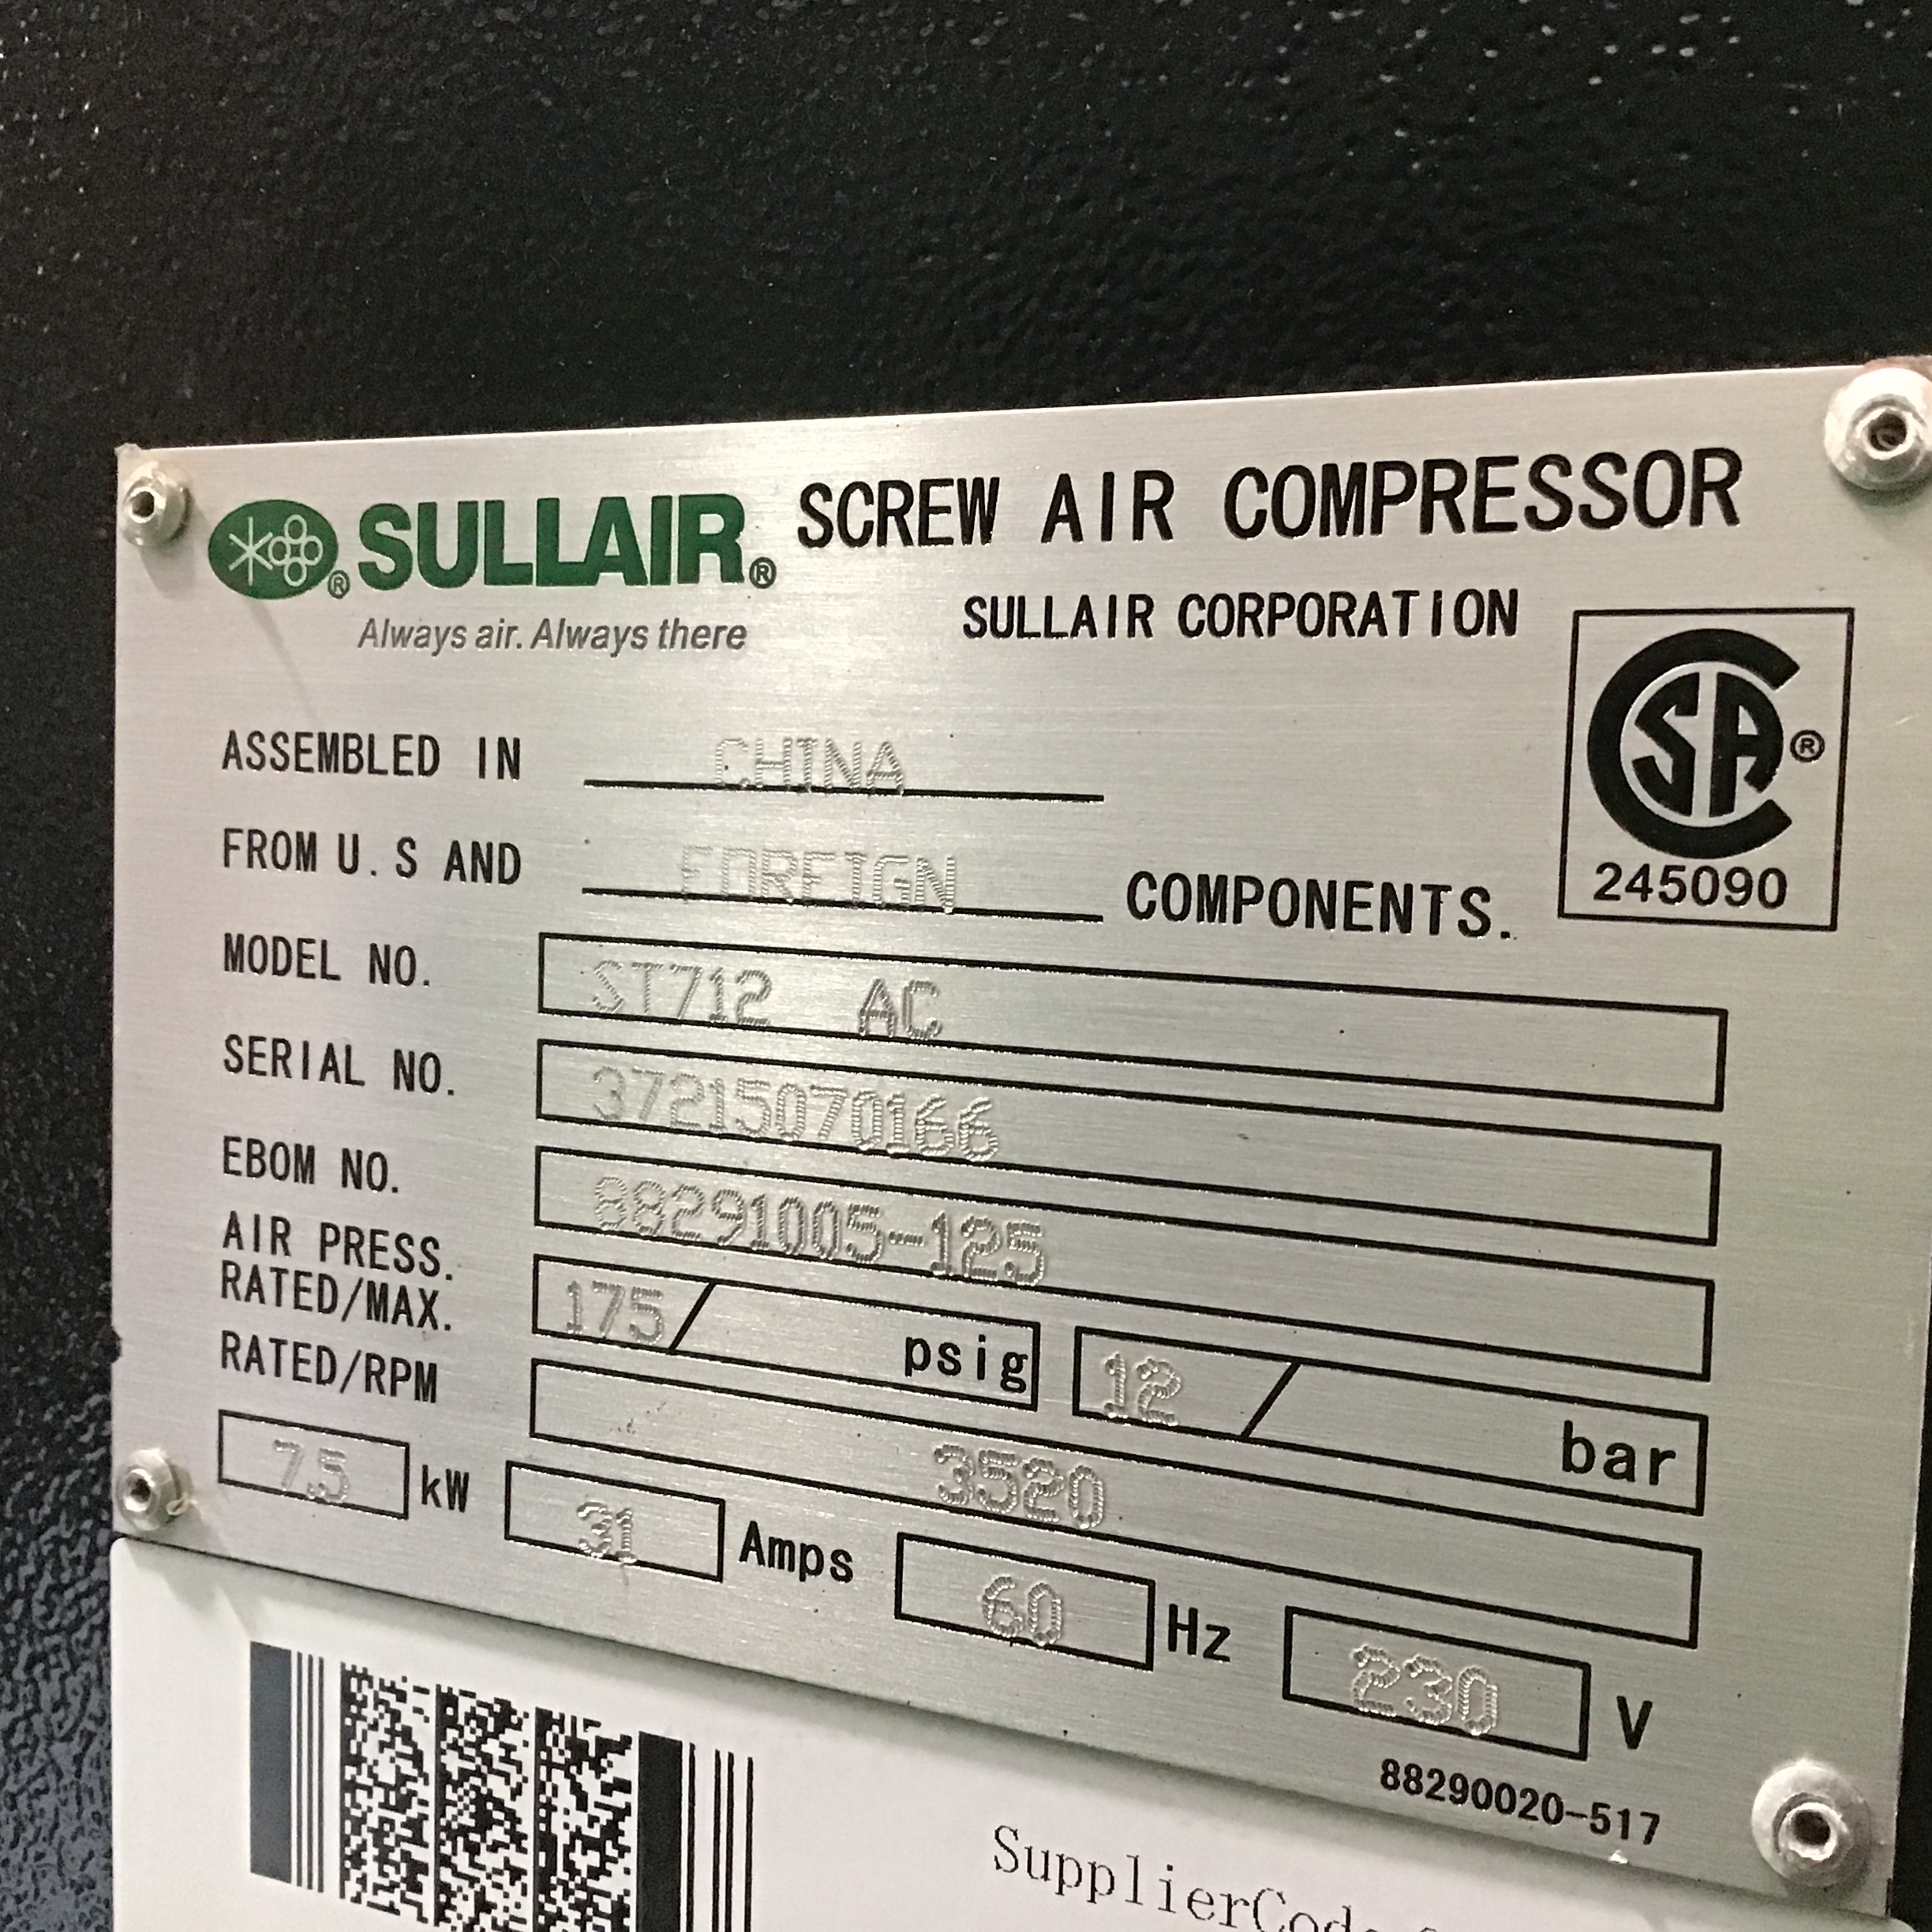 SULLAIR® SCREW AIR COMPRESSOR
Always air. Always there
SULLAIR CORPORATION
CSA®
245090
ASSEMBLED IN CHINA
FROM U.S AND FOREIGN COMPONENTS.
MODEL NO. ST712 AC
SERIAL NO. 37215070166
EBOM NO. 88291005-125
AIR PRESS.
RATED/MAX. 175/ psig 12 / bar
RATED/RPM 3520
7.5 kW 31 Amps 60 Hz 230 V
88290020-517